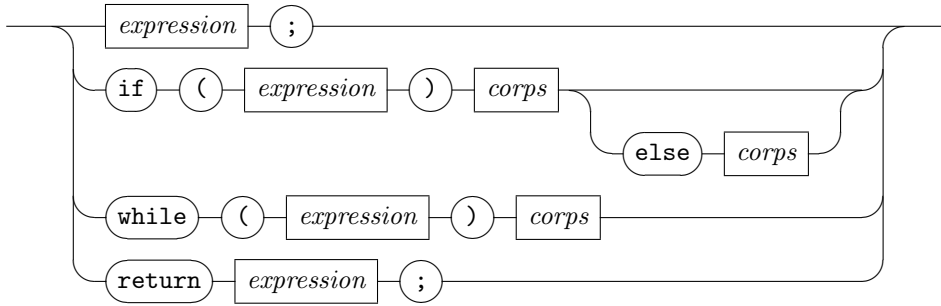 expression ;
if ( expression ) corps
else corps
while ( expression ) corps
return expression ;